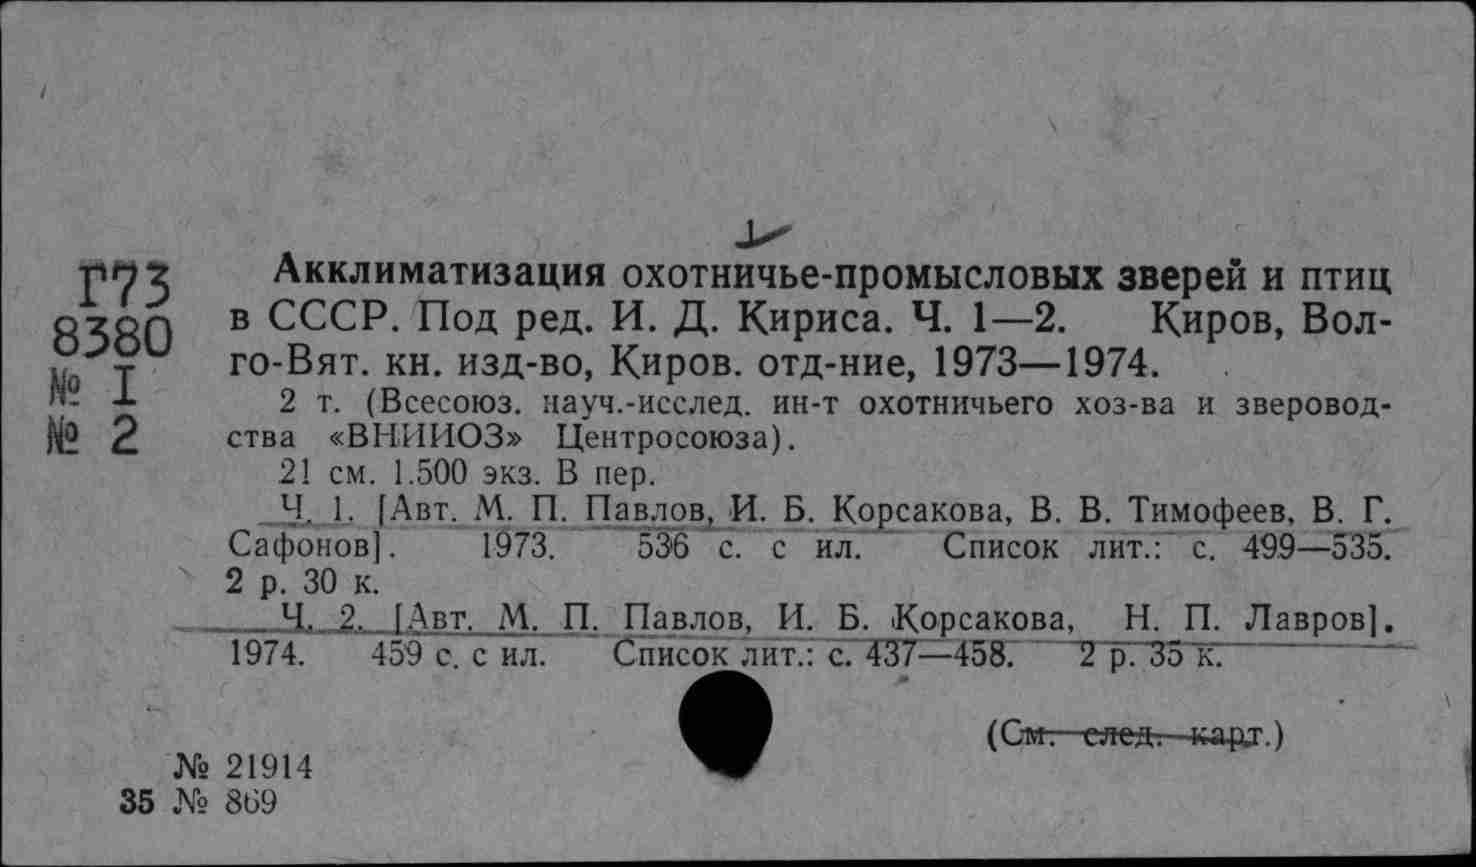 Г73
8380
№ I
№ 2
Акклиматизация охотничье-промысловых зверей и птиц
в СССР. Под ред. И. Д. Кириса. Ч. 1—2. Киров, Вол-
го-Вят. кн. изд-во, Киров. отд-ние, 1973—1974.
2 т. (Всесоюз. науч.-исслед. ин-т охотничьего хоз-ва и зверовод-
ства «ВНИИОЗ» Центросоюза).
21 см. 1.500 экз. В пер.
Ч. 1. [Авт. М. П. Павлов, И. Б. Корсакова, В. В. Тимофеев, В. Г.
Сафонов]. 1973. 536 с. с ил. Список лит.: с. 499—535.
2 р. 30 к.
Ч. 2. [Авт. М. П. Павлов, И. Б. Корсакова, Н. П. Лавров].
1974. 459 с. с ил. Список лит.: с. 437—458. 2 р. 35 к.
(См. след. карт.)
№ 21914
35 № 869